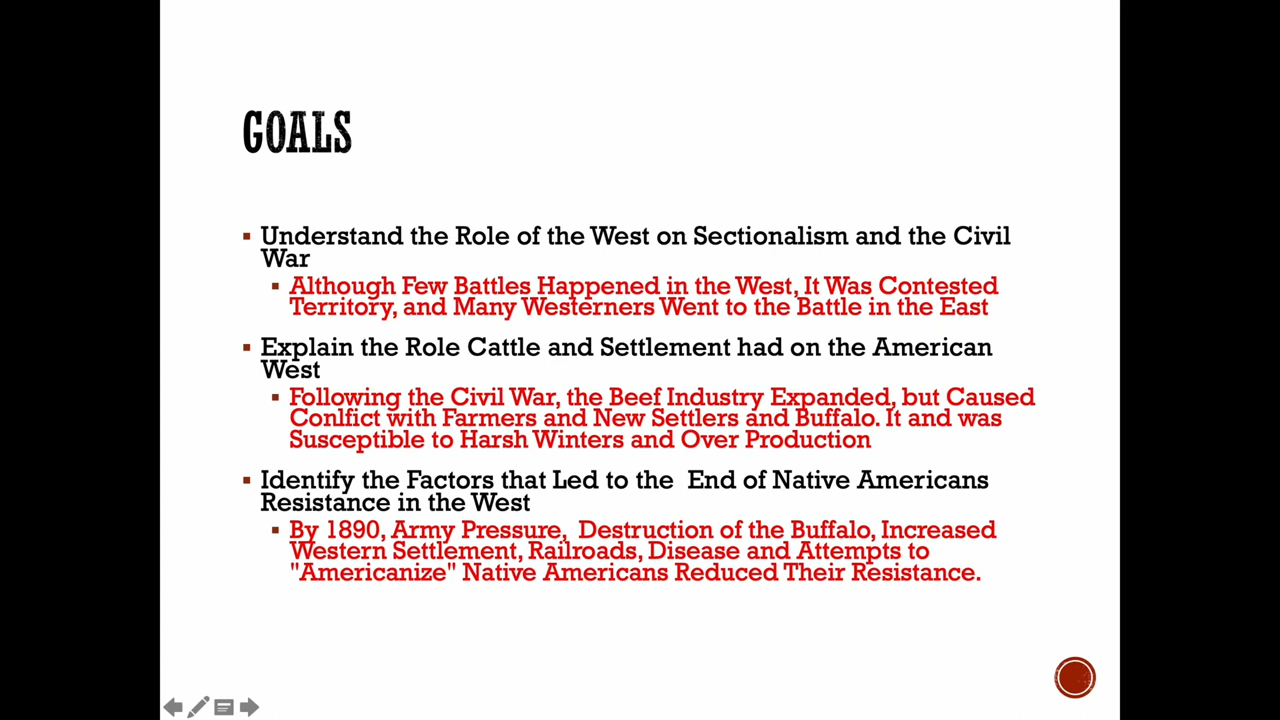 GOALS
Understand the Role of the West on Sectionalism and the Civil
War
Although Few Battles Happened in the West, It Was Contested
Territory, and Many Westerners Went to the Battle in the East
Explain the Role Cattle and Settlement had on the American
West
Following the Civil War, the Beef Industry Expanded, but Caused
Conlfict with Farmers and New Settlers and Buffalo. It and was
Susceptible to Harsh Winters and Over Production
Identify the Factors that Led to the  End of Native Americans
Resistance in the West
By 1890, Army Pressure,  Destruction of the Buffalo, Increased
Western Settlement, Railroads, Disease and Attempts to
"Americanize" Native Americans Reduced Their Resistance.